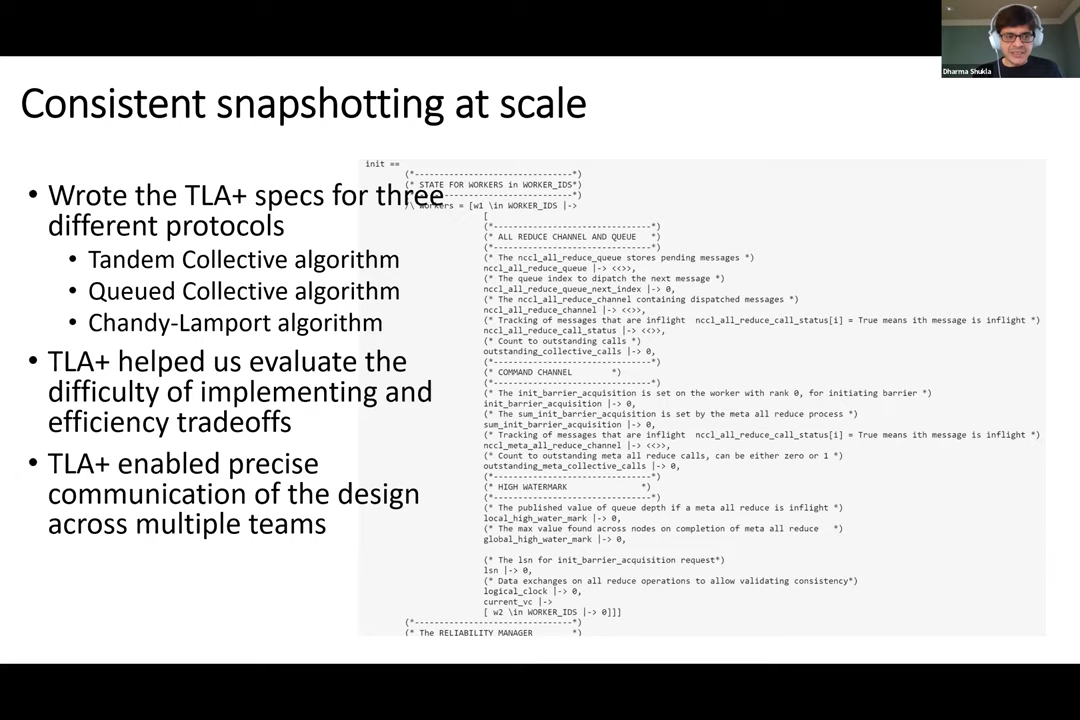 Dharma Shukla
Consistent snapshotting at scale
• Wrote the TLA+ specs for three
different protocols
• Tandem Collective algorithm
• Queued Collective algorithm
• Chandy-Lamport algorithm
• TLA+ helped us evaluate the
difficulty of implementing and
efficiency tradeoffs
• TLA+ enabled precise
communication of the design
across multiple teams
init ==
(*------------------------------*)
(* STATE FOR WORKERS in WORKER_IDS*)
------------------------------*)
/\ workers = [w1 \in WORKER_IDS |->
[
(*------------------------------*)
(* ALL REDUCE CHANNEL AND QUEUE *)
(*------------------------------*)
(* The nccl_all_reduce_queue stores pending messages *)
nccl_all_reduce_queue |-> <<>>,
(* The queue index to dipatch the next message *)
nccl_all_reduce_queue_next_index |-> 0,
(* The nccl_all_reduce_channel containing dispatched messages *)
nccl_all_reduce_channel |-> <<>>,
(* Tracking of messages that are inflight nccl_all_reduce_call_status[i] = True means ith message is inflight *)
nccl_all_reduce_call_status |-> <<>>,
(* Count to outstanding calls *)
outstanding_collective_calls |-> 0,
(*------------------------------*)
(* COMMAND CHANNEL *)
(*------------------------------*)
(* The init_barrier_acquisition is set on the worker with rank 0, for initiating barrier *)
init_barrier_acquisition |-> 0,
(* The sum_init_barrier_acquisition is set by the meta all reduce process *)
sum_init_barrier_acquisition |-> 0,
(* Tracking of messages that are inflight nccl_all_reduce_call_status[i] = True means ith message is inflight *)
nccl_meta_all_reduce_channel |-> <<>>,
(* Count to outstanding meta all reduce calls, can be either zero or 1 *)
outstanding_meta_collective_calls |-> 0,
(*------------------------------*)
(* HIGH WATERMARK *)
(*------------------------------*)
(* The published value of queue depth if a meta all reduce is inflight *)
local_high_water_mark |-> 0,
(* The max value found across nodes on completion of meta all reduce *)
global_high_water_mark |-> 0,
(* The lsn for init_barrier_acquisition request*)
lsn |-> 0,
(* Data exchanges on all reduce operations to allow validating consistency*)
logical_clock |-> 0,
current_vc |->
[ w2 \in WORKER_IDS |-> 0]]]
(*------------------------------*)
(* The RELIABILITY MANAGER *)